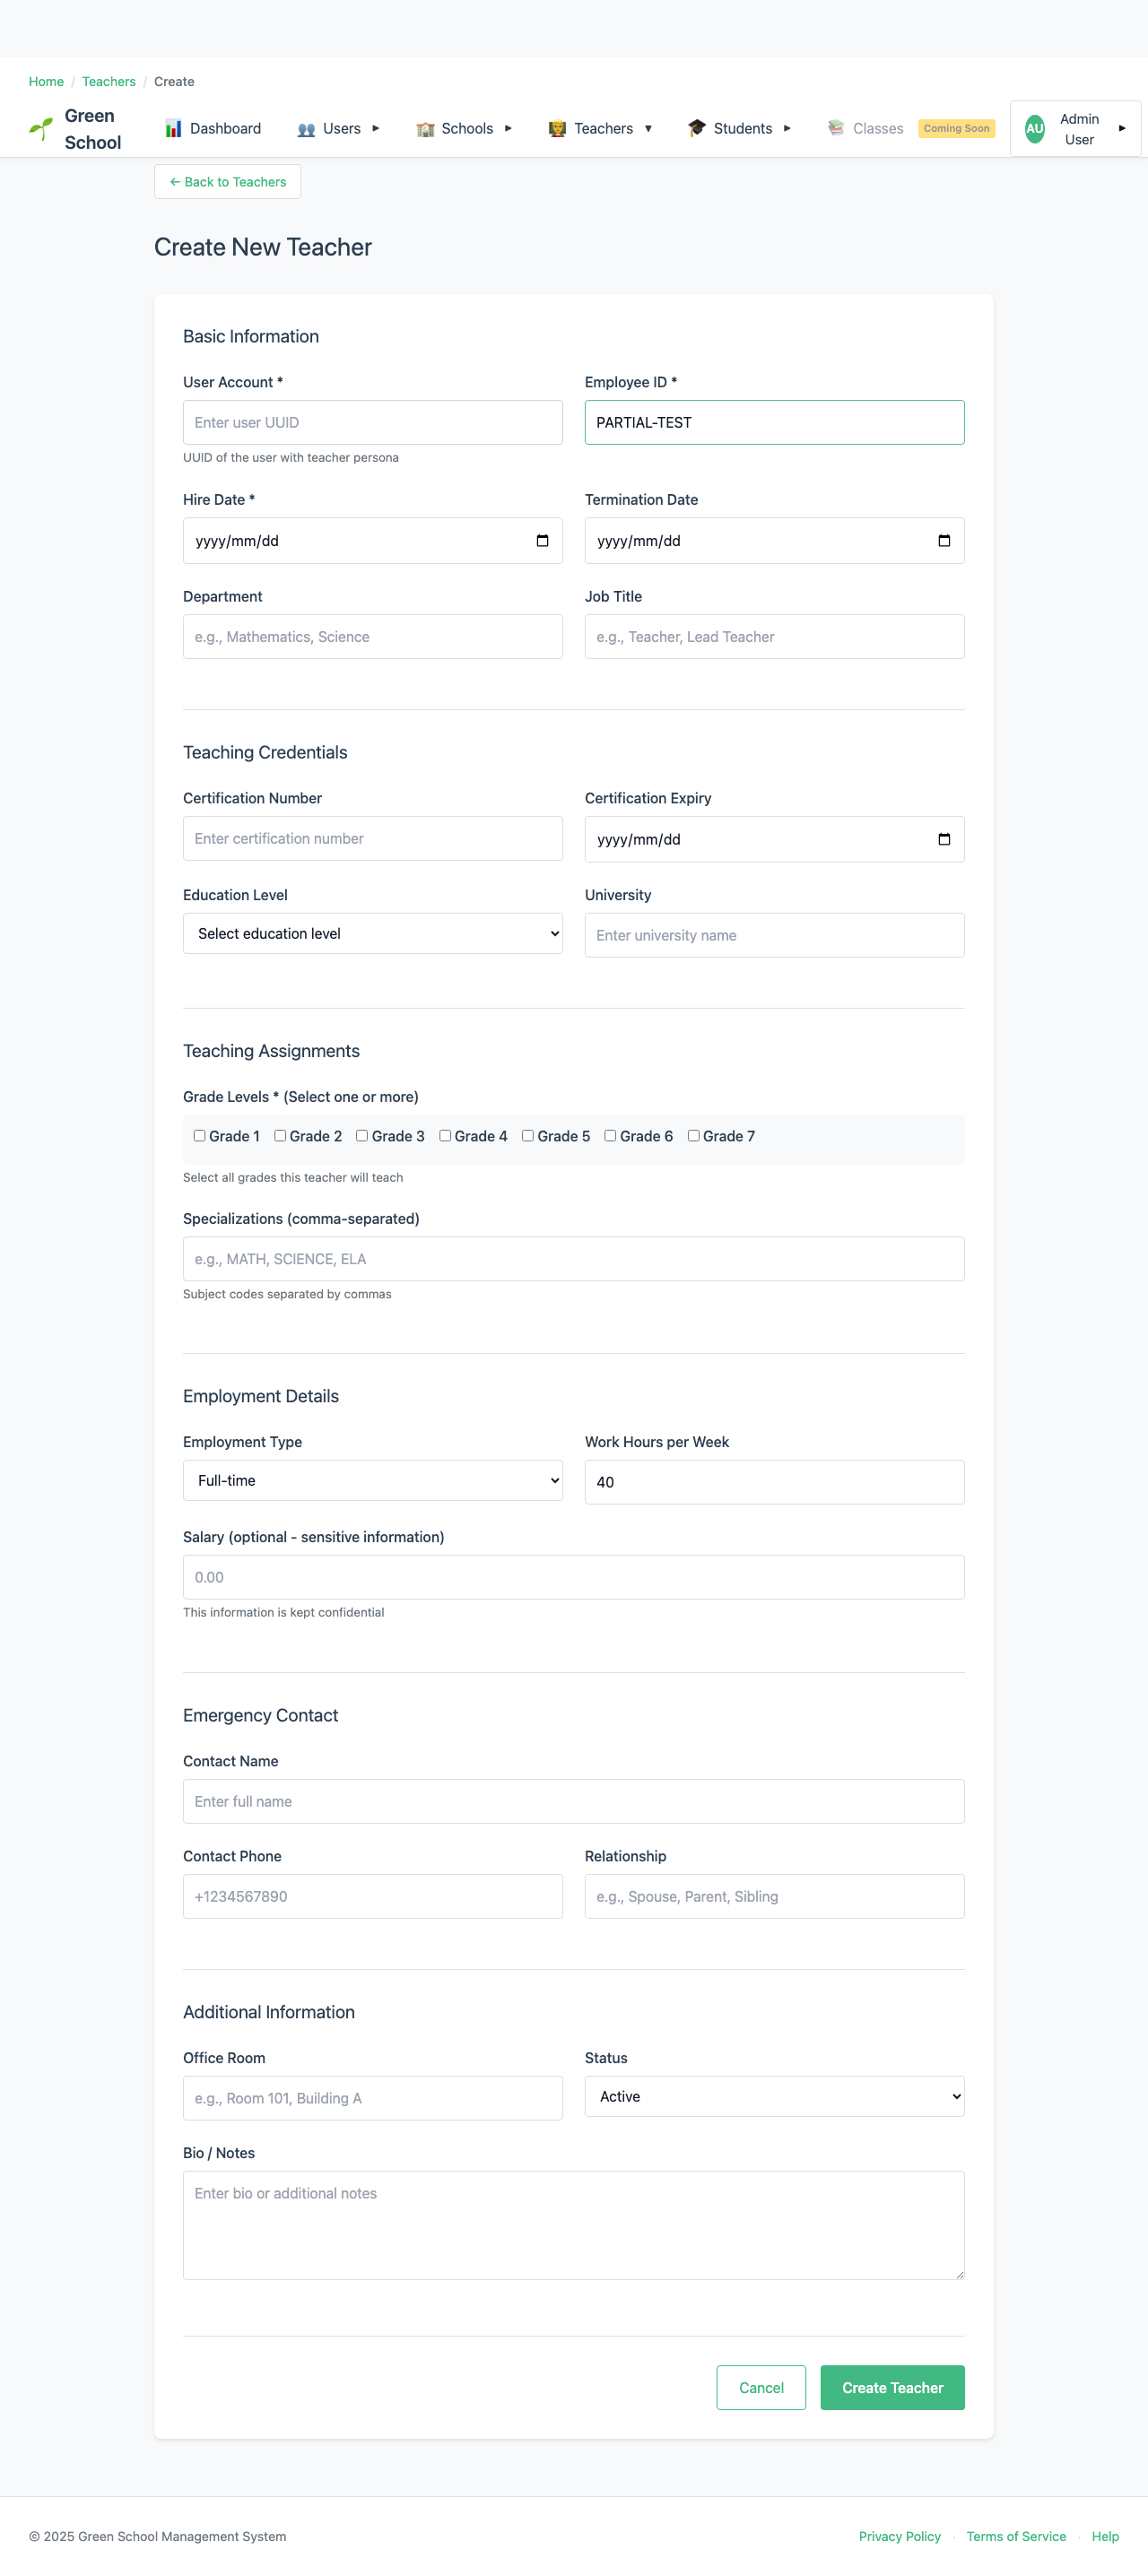 Home / Teachers / Create
Green School
Dashboard
Users
Schools
Teachers
Students
Classes
Coming Soon
AU
Admin User
← Back to Teachers
Create New Teacher
Basic Information
User Account *
Employee ID *
Enter user UUID
PARTIAL-TEST
UUID of the user with teacher persona
Hire Date *
Termination Date
yyyy/mm/dd
yyyy/mm/dd
Department
Job Title
e.g., Mathematics, Science
e.g., Teacher, Lead Teacher
Teaching Credentials
Certification Number
Certification Expiry
Enter certification number
yyyy/mm/dd
Education Level
University
Select education level
Enter university name
Teaching Assignments
Grade Levels * (Select one or more)
Grade 1 Grade 2 Grade 3 Grade 4 Grade 5 Grade 6 Grade 7
Select all grades this teacher will teach
Specializations (comma-separated)
e.g., MATH, SCIENCE, ELA
Subject codes separated by commas
Employment Details
Employment Type
Work Hours per Week
Full-time
40
Salary (optional - sensitive information)
0.00
This information is kept confidential
Emergency Contact
Contact Name
Enter full name
Contact Phone
Relationship
+1234567890
e.g., Spouse, Parent, Sibling
Additional Information
Office Room
Status
e.g., Room 101, Building A
Active
Bio / Notes
Enter bio or additional notes
Cancel
Create Teacher
© 2025 Green School Management System
Privacy Policy · Terms of Service · Help